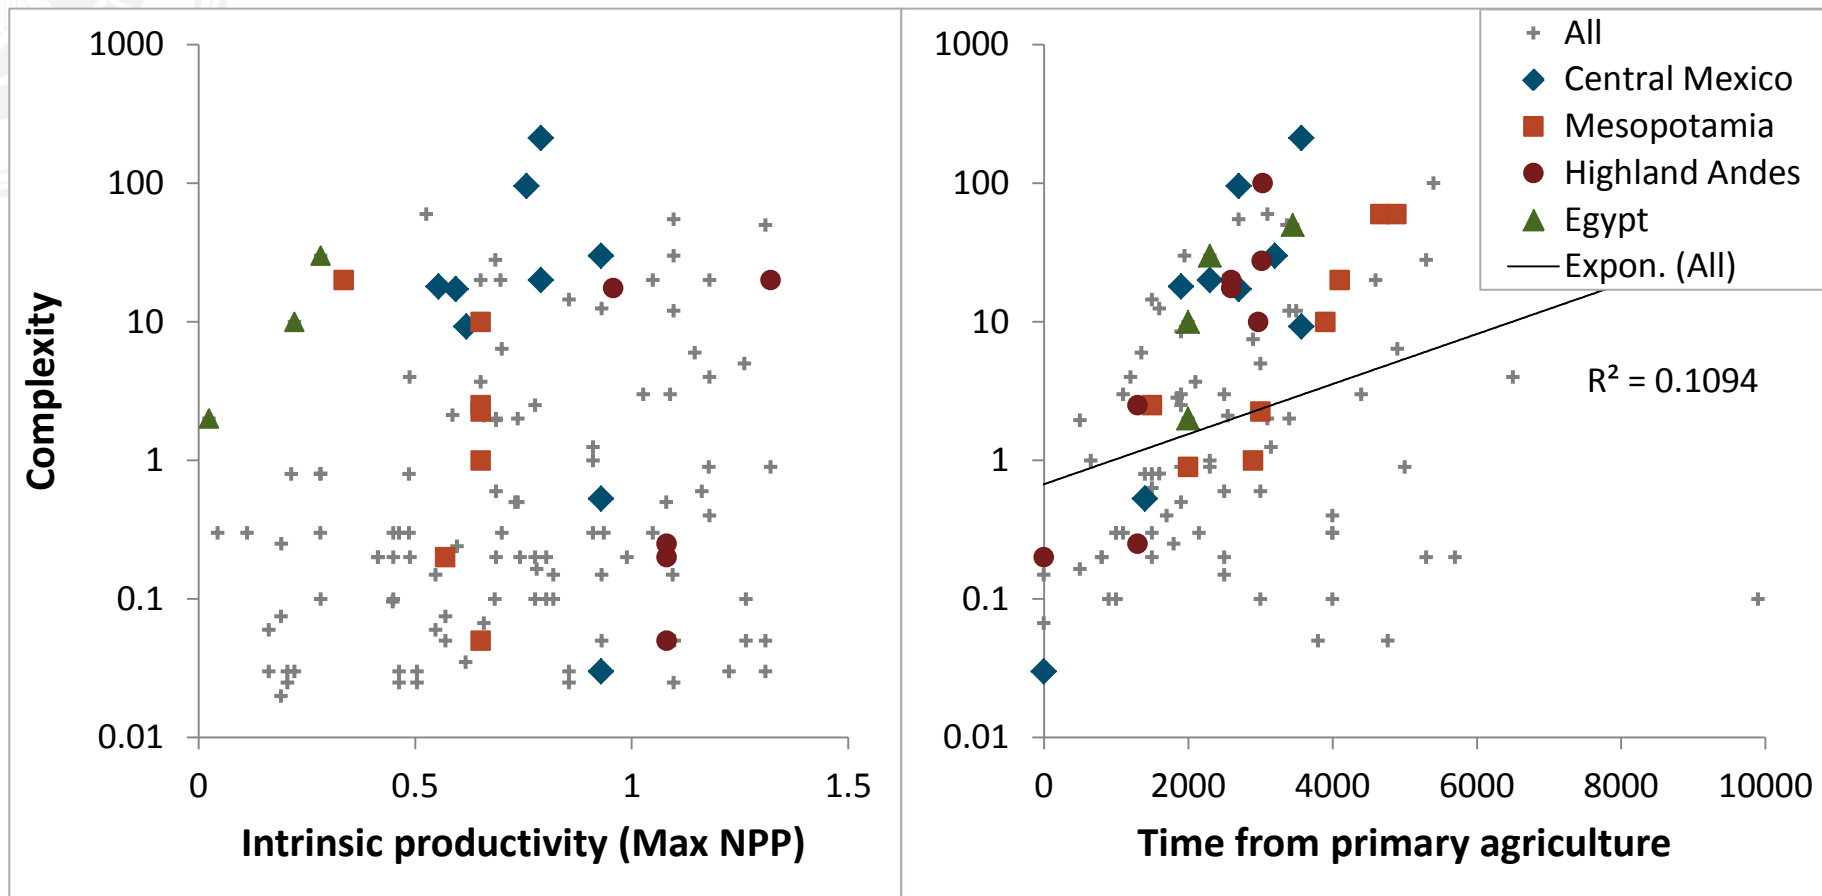 Complexity
1000
100
10
1
0.1
0.01
0
0.5
1
1.5
Intrinsic productivity (Max NPP)
1000
100
10
1
0.1
0.01
0
2000
4000
6000
8000
10000
Time from primary agriculture
All
Central Mexico
Mesopotamia
Highland Andes
Egypt
Expon. (All)
R² = 0.1094